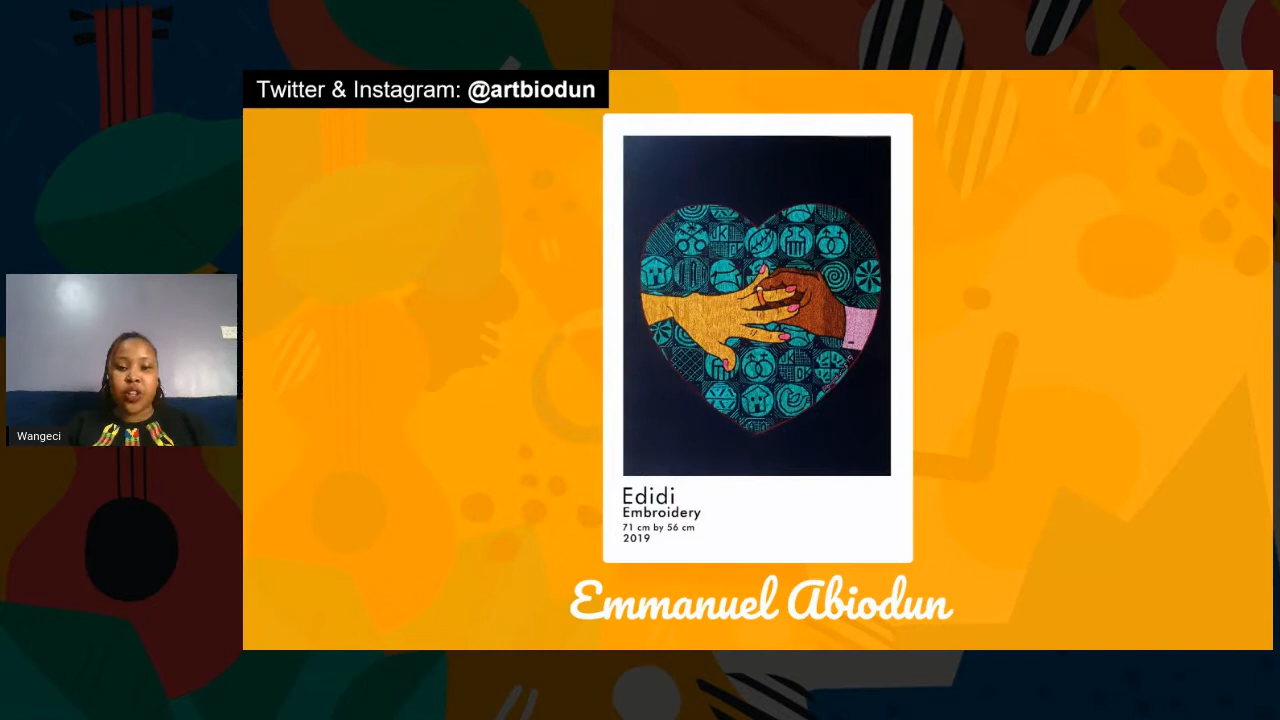 Twitter & Instagram: @artbiodun
Edidi
Embroidery
71 cm by 56 cm
2019
Emmanuel Abiodun
Wangeci